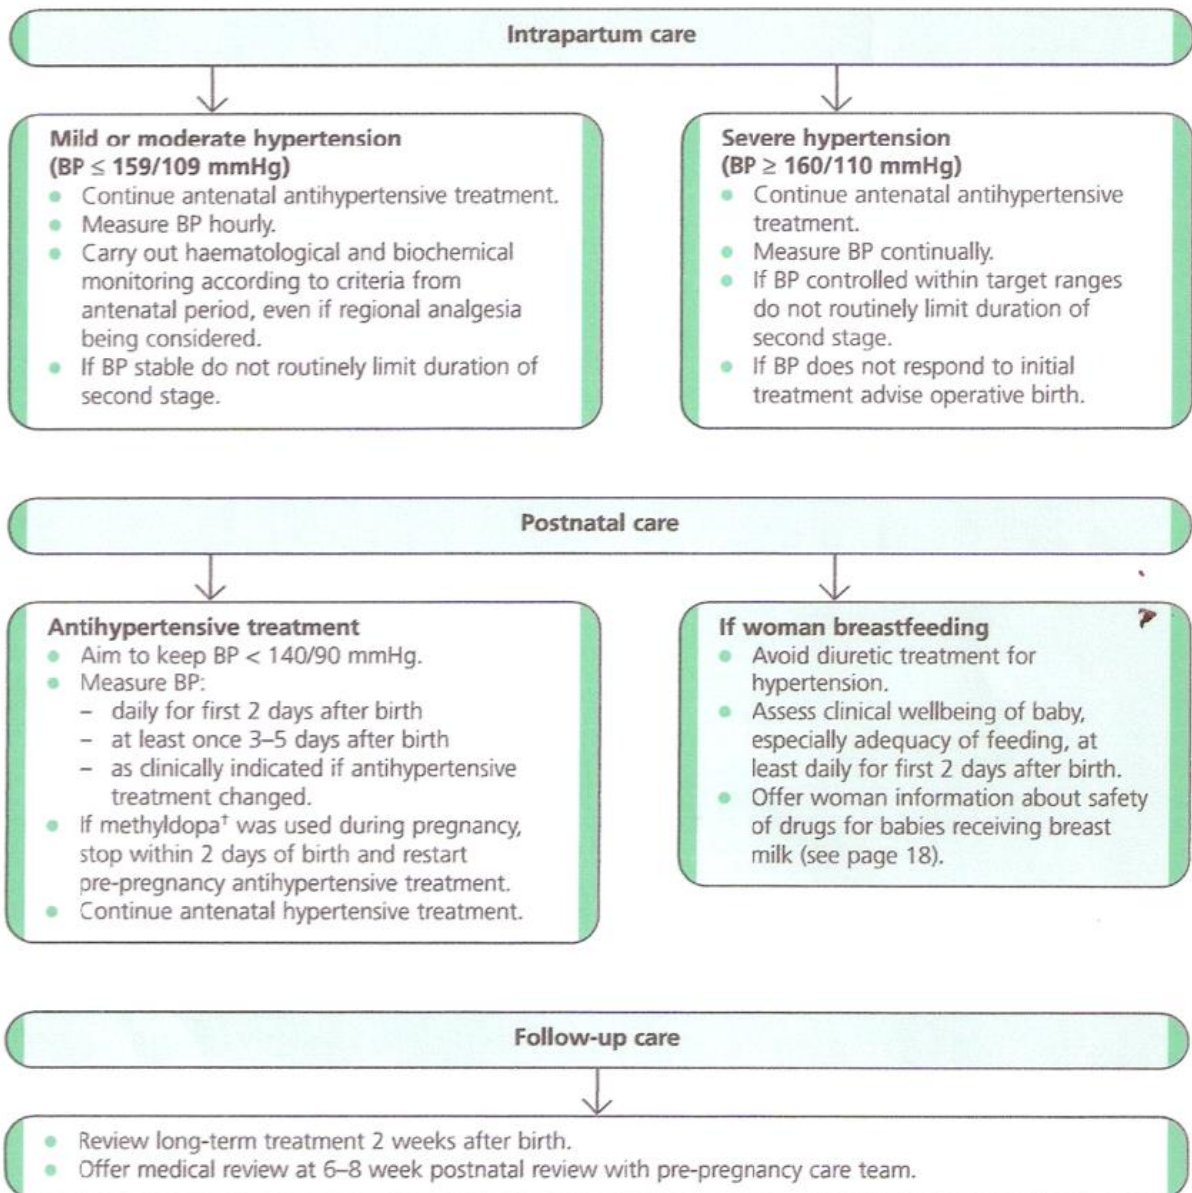 Intrapartum care
Mild or moderate hypertension
(BP ≤ 159/109 mmHg)
• Continue antenatal antihypertensive treatment.
• Measure BP hourly.
• Carry out haematological and biochemical
monitoring according to criteria from
antenatal period, even if regional analgesia
being considered.
• If BP stable do not routinely limit duration of
second stage.
Severe hypertension
(BP ≥ 160/110 mmHg)
• Continue antenatal antihypertensive
treatment.
• Measure BP continually.
• If BP controlled within target ranges
do not routinely limit duration of
second stage.
• If BP does not respond to initial
treatment advise operative birth.
Postnatal care
Antihypertensive treatment
• Aim to keep BP < 140/90 mmHg.
• Measure BP:
– daily for first 2 days after birth
– at least once 3–5 days after birth
– as clinically indicated if antihypertensive
treatment changed.
• If methyldopa† was used during pregnancy,
stop within 2 days of birth and restart
pre-pregnancy antihypertensive treatment.
• Continue antenatal hypertensive treatment.
If woman breastfeeding
• Avoid diuretic treatment for
hypertension.
• Assess clinical wellbeing of baby,
especially adequacy of feeding, at
least daily for first 2 days after birth.
• Offer woman information about safety
of drugs for babies receiving breast
milk (see page 18).
Follow-up care
• Review long-term treatment 2 weeks after birth.
• Offer medical review at 6–8 week postnatal review with pre-pregnancy care team.